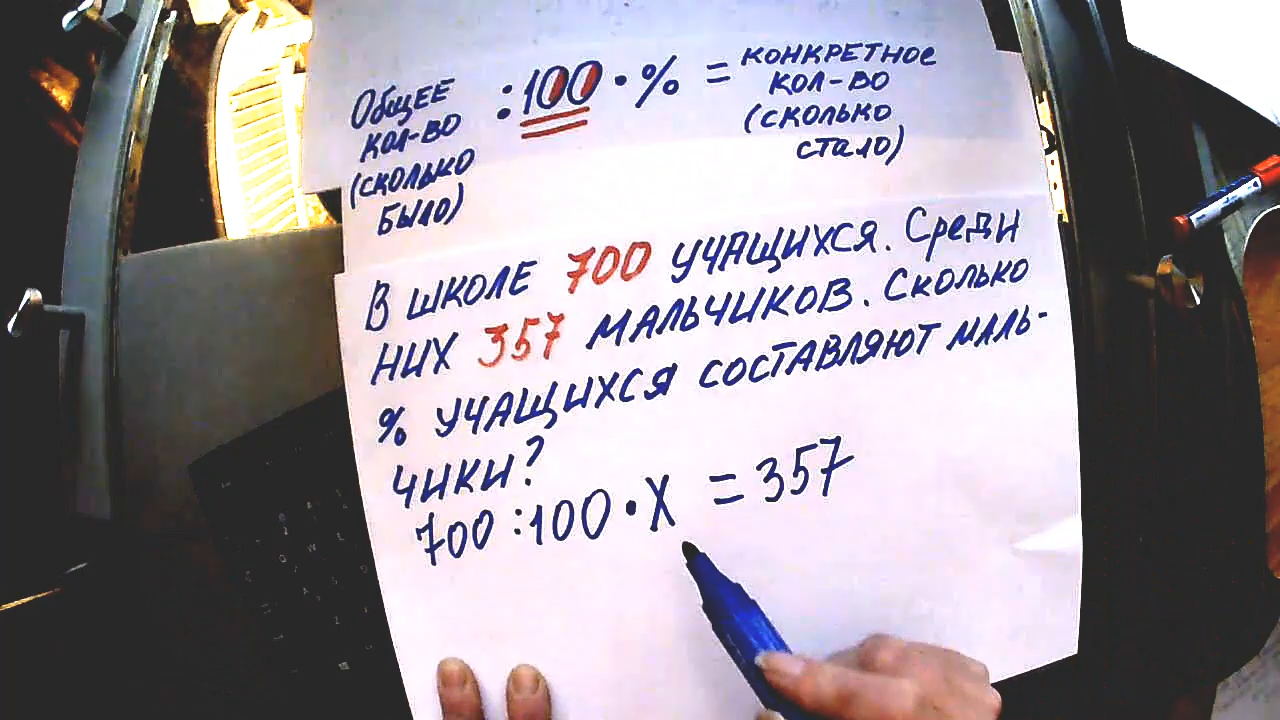 Общее кол-во (сколько было) : 100 · % = конкретное кол-во (сколько стало)
В школе 700 учащихся. Среди
них 357 мальчиков. Сколько
% учащихся составляют маль-
чики?
700 : 100 · X = 357